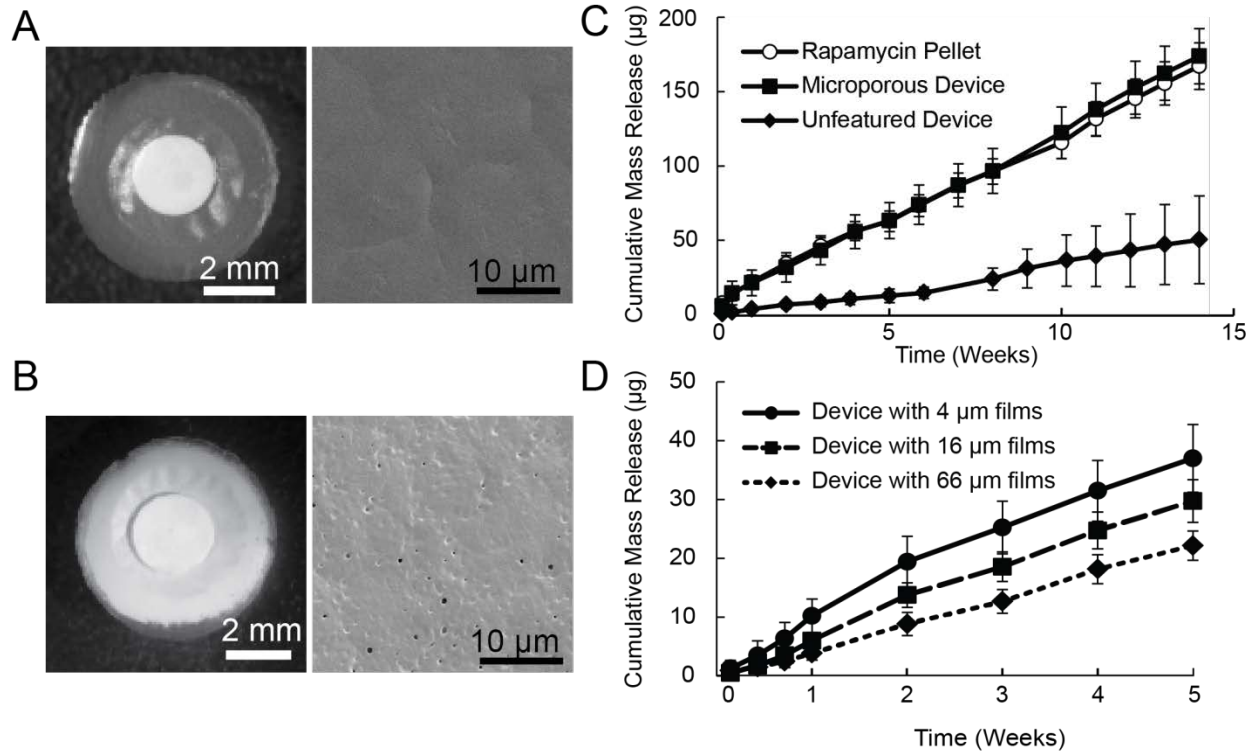 A
2 mm
10 µm
B
2 mm
10 µm
C
Cumulative Mass Release (µg)
200
150
100
50
0
Rapamycin Pellet
Microporous Device
Unfeatured Device
0
5
10
15
Time (Weeks)
D
Cumulative Mass Release (µg)
50
40
30
20
10
0
Device with 4 µm films
Device with 16 µm films
Device with 66 µm films
0
1
2
3
4
5
Time (Weeks)